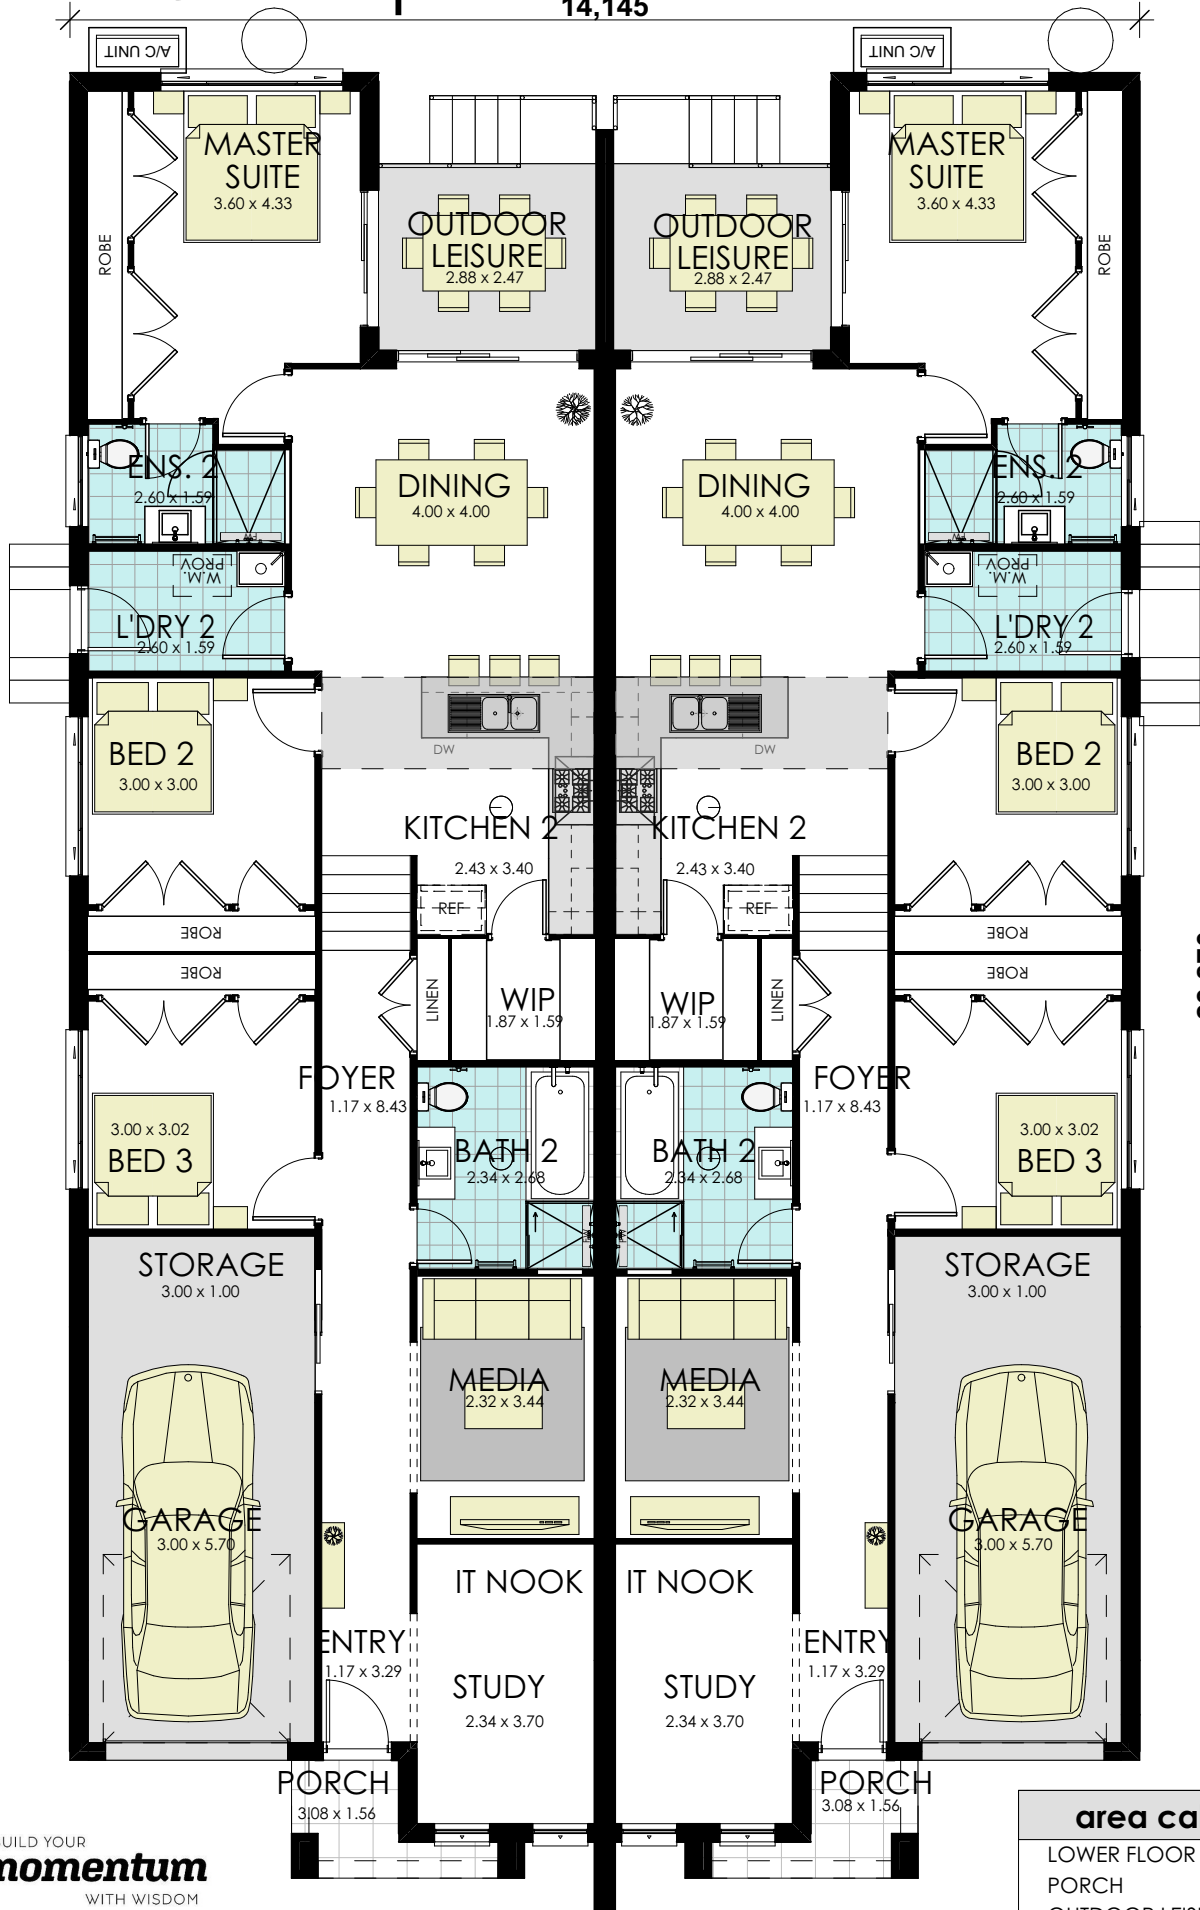 14,145
A/C UNIT
A/C UNIT
MASTER
SUITE
3.60 x 4.33
MASTER
SUITE
3.60 x 4.33
ROBE
ROBE
OUTDOOR
LEISURE
2.88 x 2.47
OUTDOOR
LEISURE
2.88 x 2.47
ENS. 2
2.60 x 1.59
DINING
4.00 x 4.00
DINING
4.00 x 4.00
ENS. 2
2.60 x 1.59
W.M.
PROV
W.M.
PROV
L'DRY 2
2.60 x 1.59
L'DRY 2
2.60 x 1.59
BED 2
3.00 x 3.00
DW
DW
BED 2
3.00 x 3.00
KITCHEN 2
2.43 x 3.40
KITCHEN 2
2.43 x 3.40
REF
REF
ROBE
ROBE
ROBE
ROBE
LINEN
WIP
1.87 x 1.59
WIP
1.87 x 1.59
LINEN
FOYER
1.17 x 8.43
FOYER
1.17 x 8.43
3.00 x 3.02
BED 3
BATH 2
2.34 x 2.68
BATH 2
2.34 x 2.68
3.00 x 3.02
BED 3
STORAGE
3.00 x 1.00
STORAGE
3.00 x 1.00
MEDIA
2.32 x 3.44
MEDIA
2.32 x 3.44
GARAGE
3.00 x 5.70
GARAGE
3.00 x 5.70
IT NOOK
IT NOOK
ENTRY
1.17 x 3.29
ENTRY
1.17 x 3.29
STUDY
2.34 x 3.70
STUDY
2.34 x 3.70
PORCH
3.08 x 1.56
PORCH
3.08 x 1.56
UILD YOUR
momentum
WITH WISDOM
area ca
LOWER FLOOR
PORCH